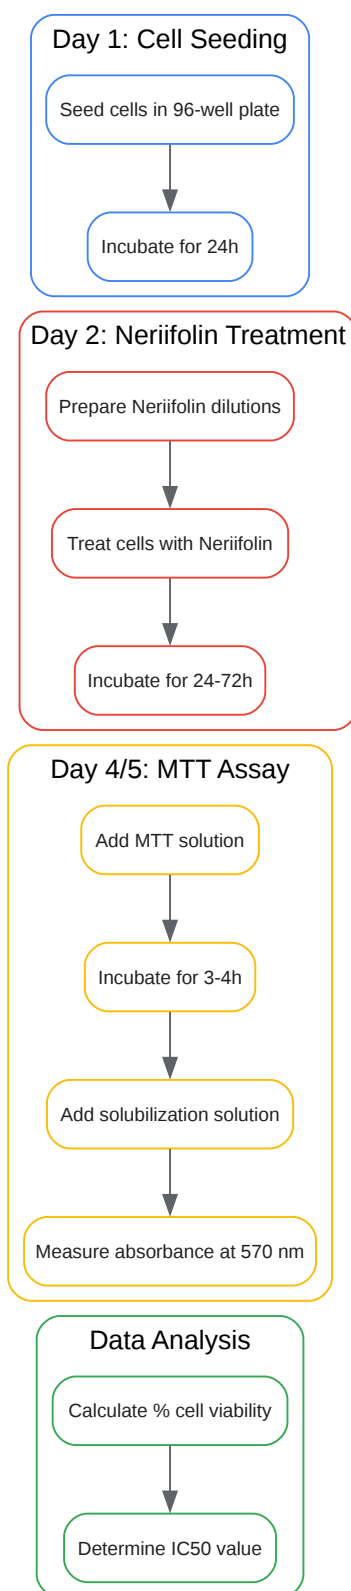 Day 1: Cell Seeding
Seed cells in 96-well plate
Incubate for 24h
Day 2: Neriifolin Treatment
Prepare Neriifolin dilutions
Treat cells with Neriifolin
Incubate for 24-72h
Day 4/5: MTT Assay
Add MTT solution
Incubate for 3-4h
Add solubilization solution
Measure absorbance at 570 nm
Data Analysis
Calculate % cell viability
Determine IC50 value